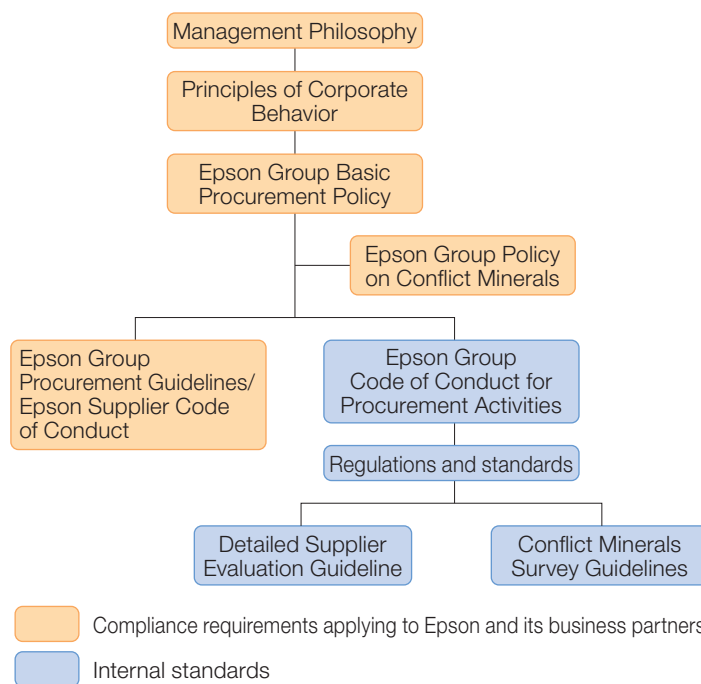 Management Philosophy
Principles of Corporate
Behavior
Epson Group Basic
Procurement Policy
Epson Group Policy
on Conflict Minerals
Epson Group
Procurement Guidelines/
Epson Supplier Code
of Conduct
Epson Group
Code of Conduct for
Procurement Activities
Regulations and standards
Detailed Supplier
Evaluation Guideline
Conflict Minerals
Survey Guidelines
Compliance requirements applying to Epson and its business partners
Internal standards